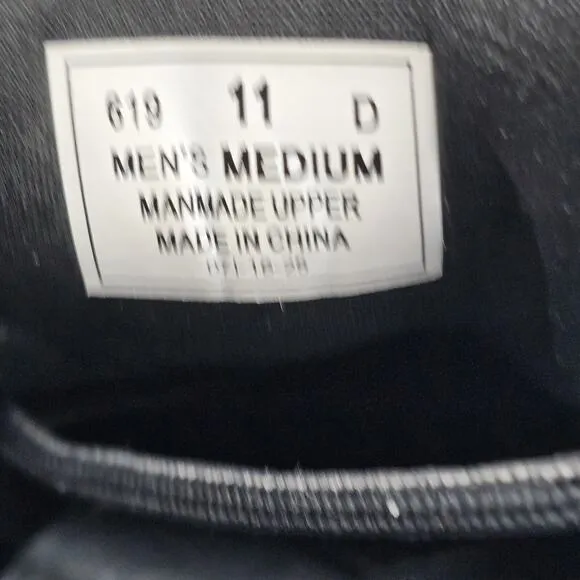 619 11 D
MEN'S MEDIUM
MANMADE UPPER
MADE IN CHINA